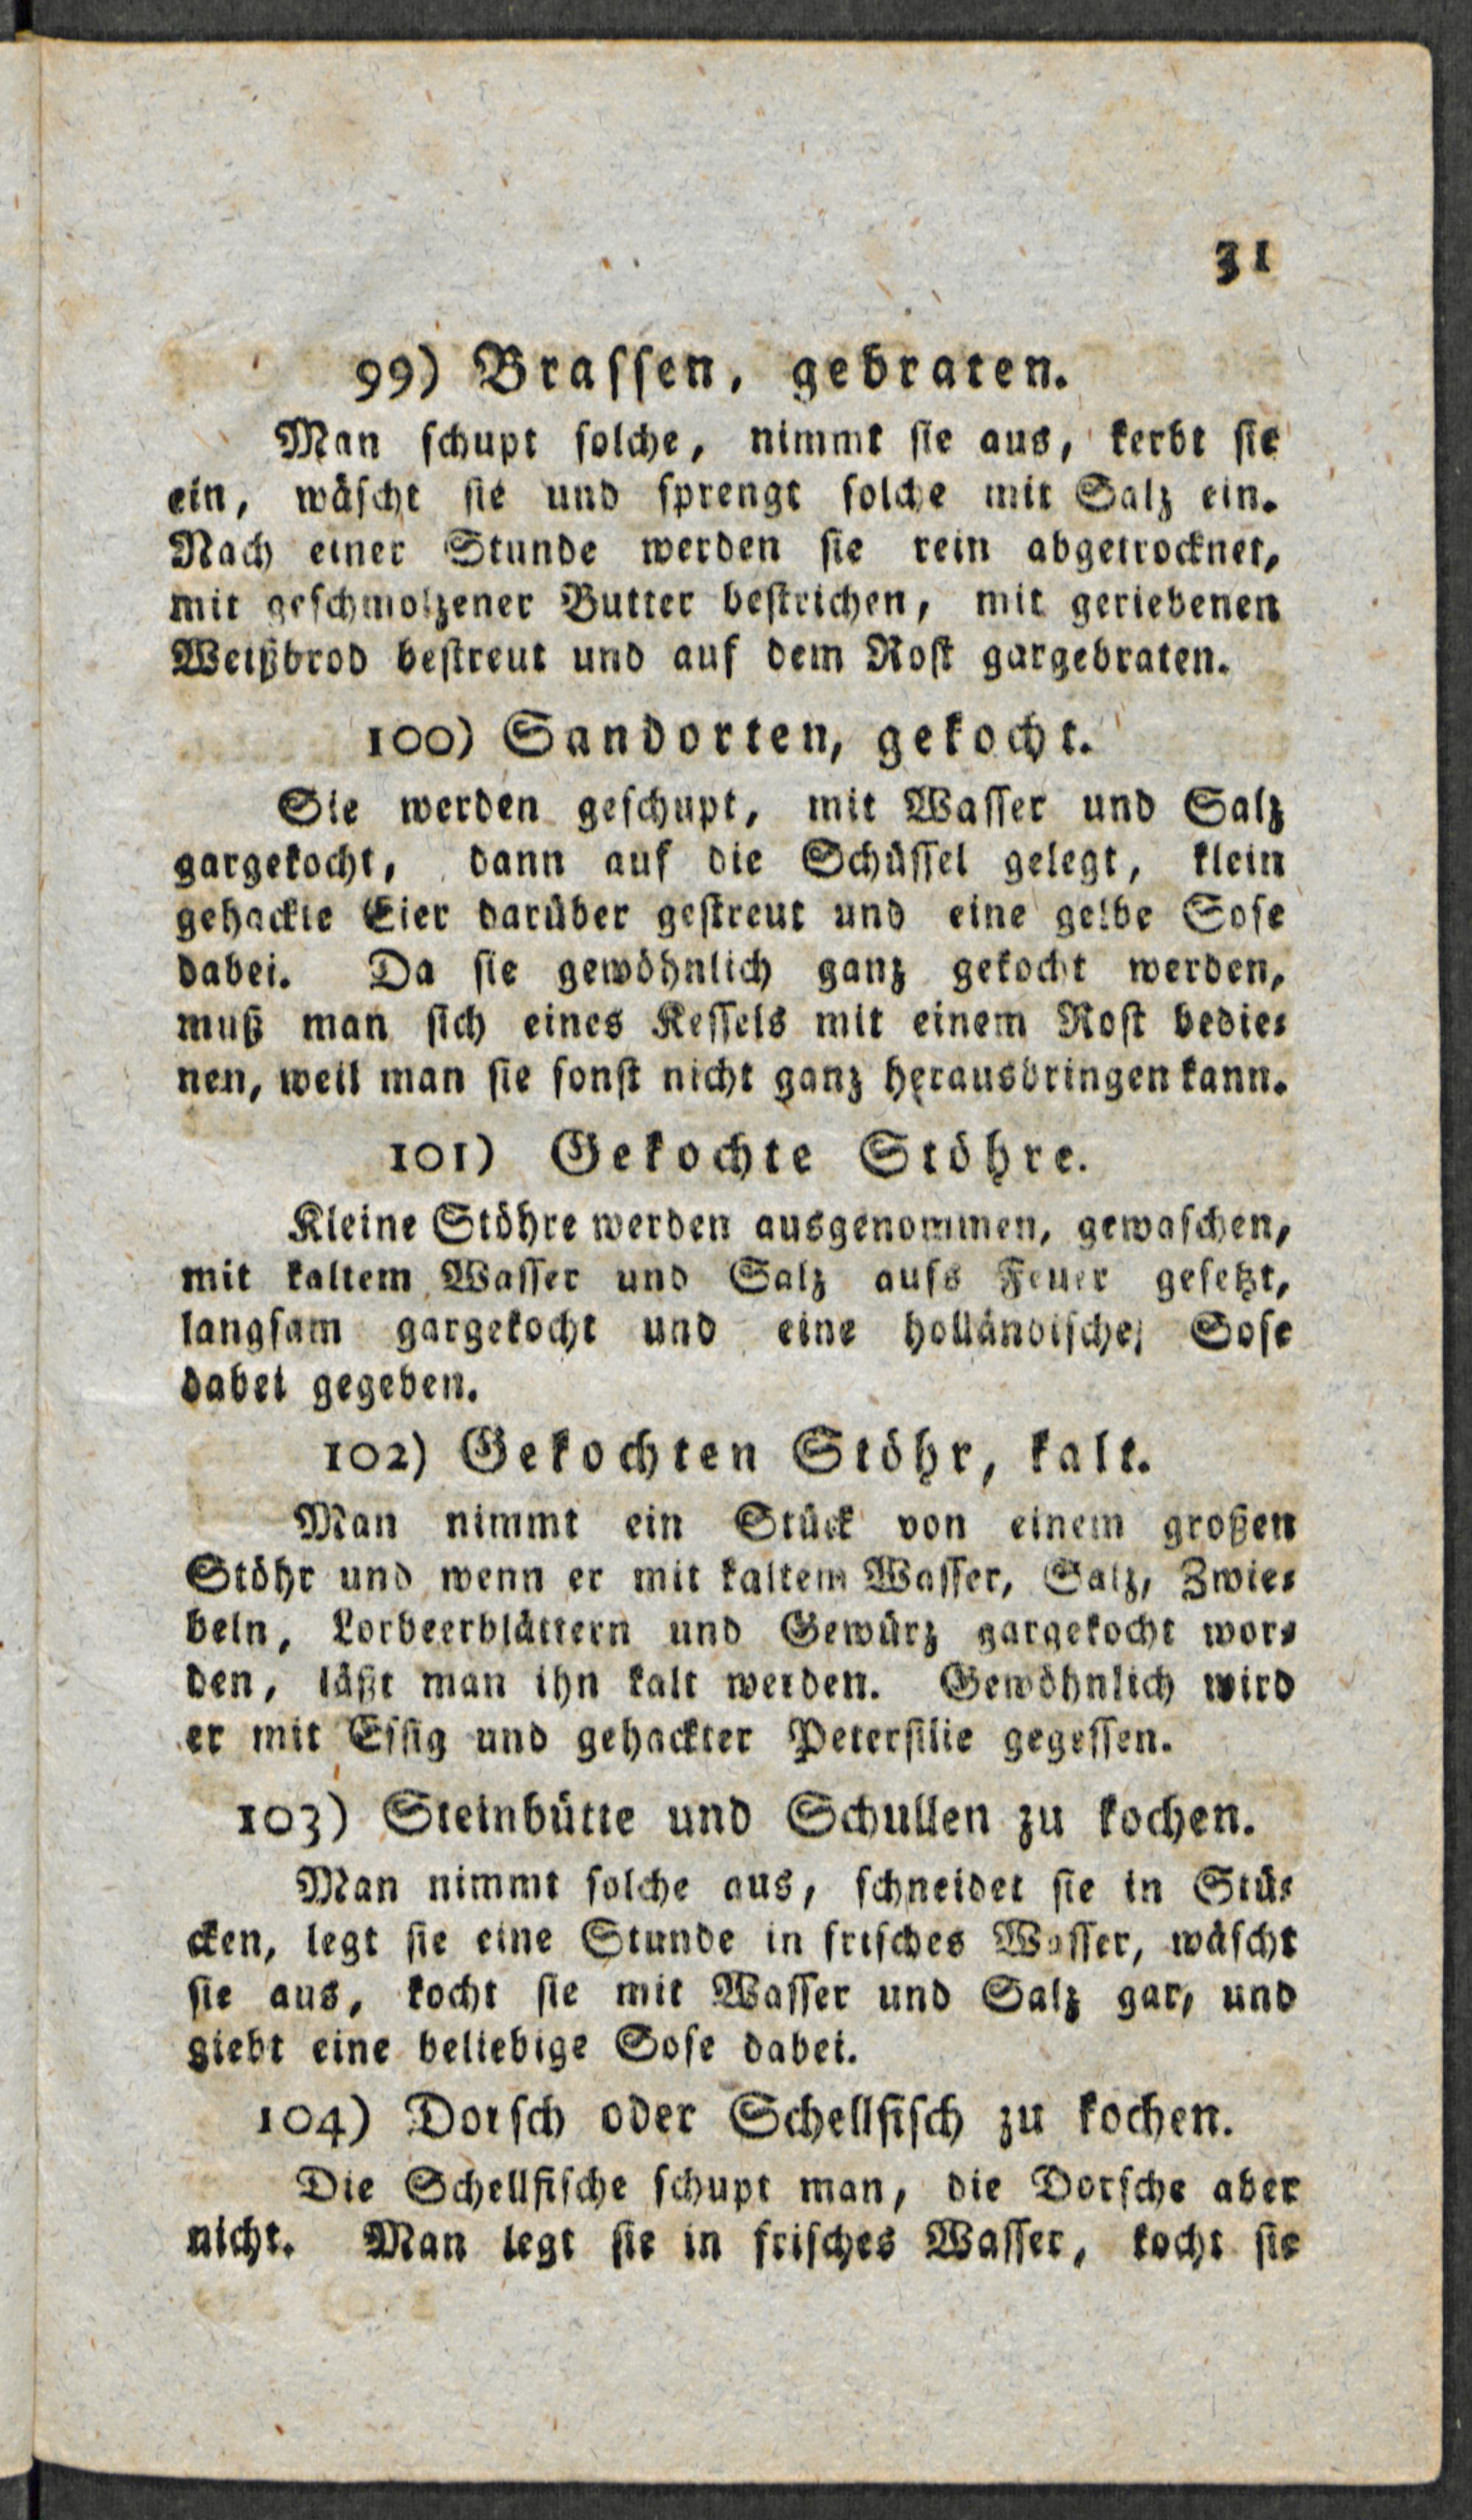 31
99) Brassen, gebraten.
Man schupt solche, nimmt sie aus, kerbt sie
ein, wäscht sie und sprengt solche mit Salz ein.
Nach einer Stunde werden sie rein abgetrocknet,
mit geschmolzener Butter bestrichen, mit geriebenen
Weißbrod bestreut und auf dem Rost gargebraten.
100) Sandorten, gekocht.
Sie werden geschupt, mit Wasser und Salz
gargekocht, dann auf die Schüssel gelegt, klein
gehackte Eier darüber gestreut und eine gelbe Sose
dabei. Da sie gewöhnlich ganz gekocht werden,
muß man sich eines Kessels mit einem Rost bedie-
nen, weil man sie sonst nicht ganz herausbringen kann.
101) Gekochte Stöhre.
Kleine Stöhre werden ausgenommen, gewaschen,
mit kaltem Wasser und Salz aufs Feuer gesetzt,
langsam gargekocht und eine holländische Sose
dabei gegeben.
102) Gekochten Stöhr, kalt.
Man nimmt ein Stück von einem großen
Stöhr und wenn er mit kaltem Wasser, Salz, Zwie-
beln, Lorbeerblättern und Gewürz gargekocht wor-
den, läßt man ihn kalt werden. Gewöhnlich wird
er mit Essig und gehackter Petersilie gegessen.
103) Steinbütte und Schullen zu kochen.
Man nimmt solche aus, schneidet sie in Stü-
cken, legt sie eine Stunde in frisches Wasser, wäscht
sie aus, kocht sie mit Wasser und Salz gar, und
giebt eine beliebige Sose dabei.
104) Dorsch oder Schellfisch zu kochen.
Die Schellfische schupt man, die Dorsche aber
nicht. Man legt sie in frisches Wasser, kocht sie